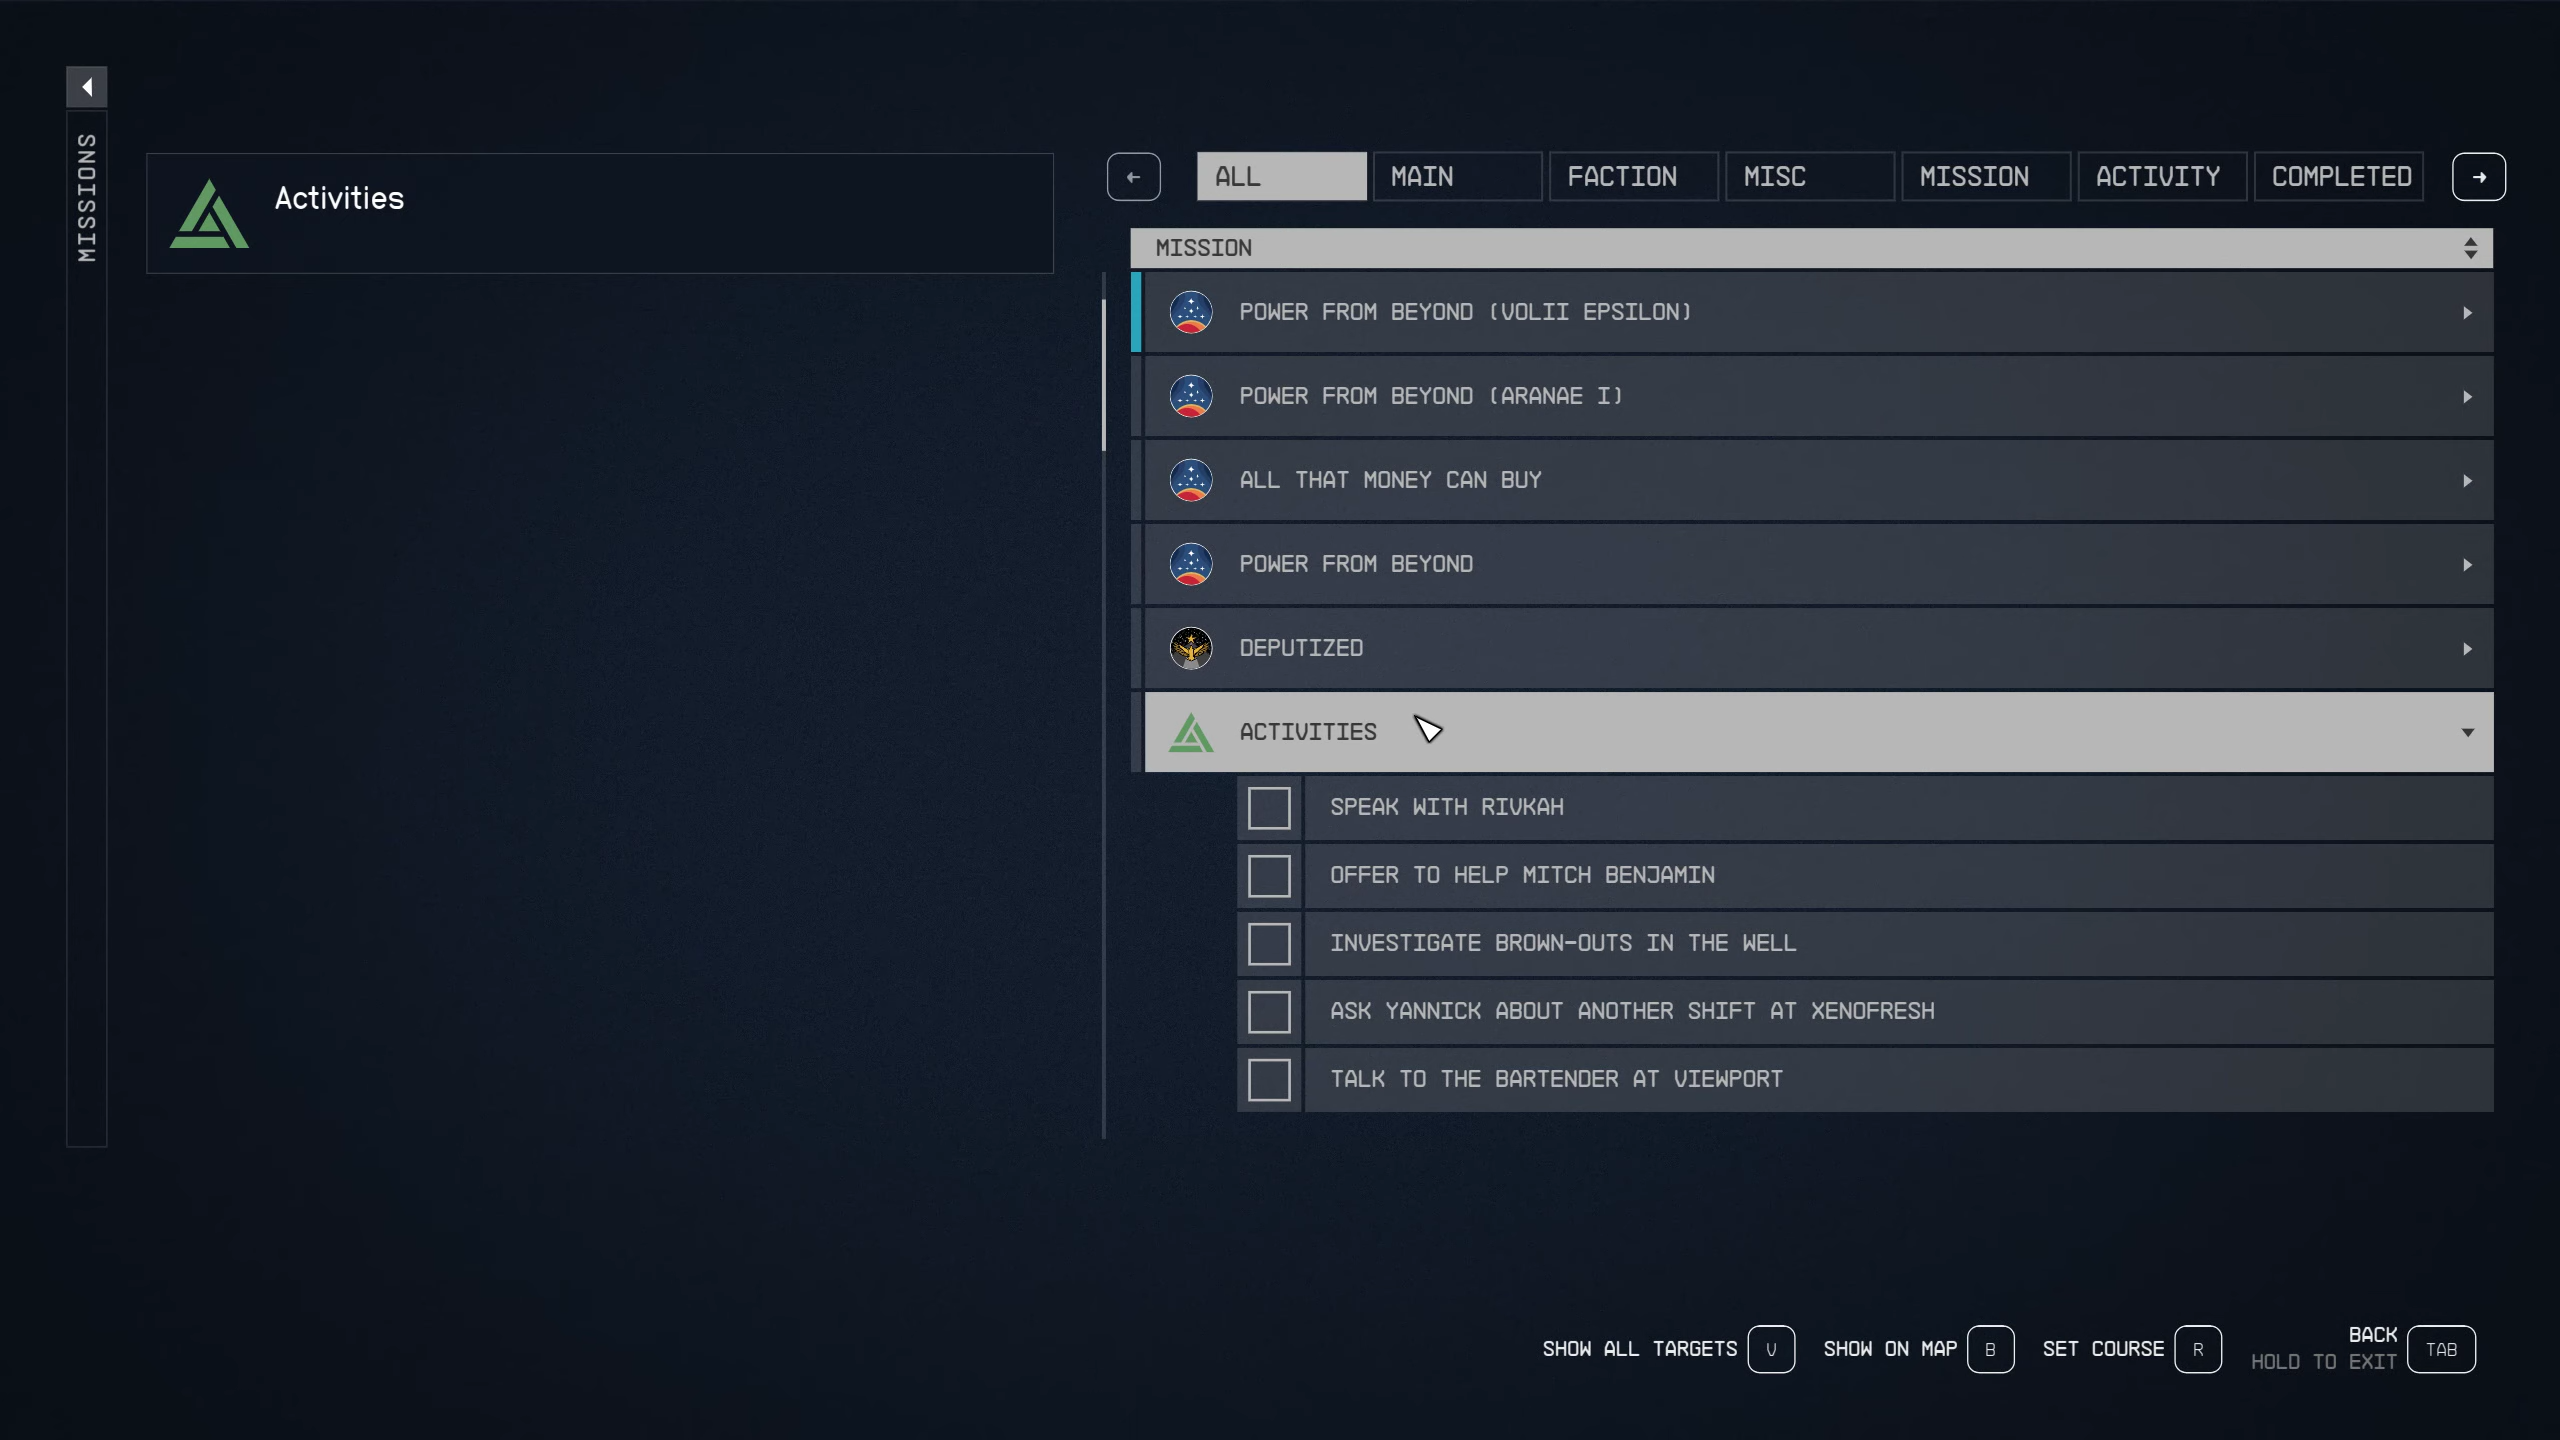 MISSIONS
Activities
ALL MAIN FACTION MISC MISSION ACTIVITY COMPLETED
MISSION
POWER FROM BEYOND (VOLII EPSILON)
POWER FROM BEYOND (ARANAE I)
ALL THAT MONEY CAN BUY
POWER FROM BEYOND
DEPUTIZED
ACTIVITIES
SPEAK WITH RIVKAH
OFFER TO HELP MITCH BENJAMIN
INVESTIGATE BROWN-OUTS IN THE WELL
ASK YANNICK ABOUT ANOTHER SHIFT AT XENOFRESH
TALK TO THE BARTENDER AT VIEWPORT
SHOW ALL TARGETS V SHOW ON MAP B SET COURSE R BACK TAB
HOLD TO EXIT